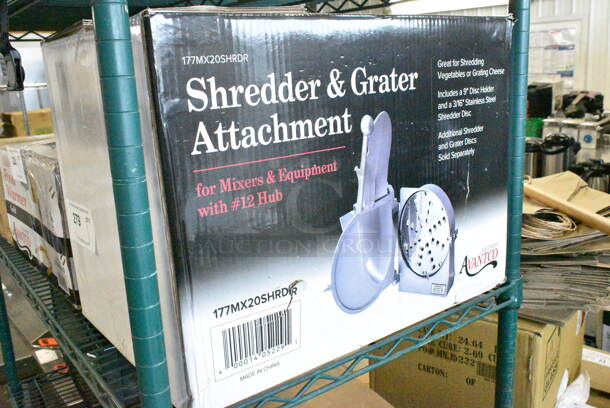 177MX20SHRDR
Shredder & Grater
Attachment
for Mixers & Equipment
with #12 Hub
Great for Shredding
Vegetables or Grating Cheese
Includes a 9" Disc Holder
and a 3/16" Stainless Steel
Shredder Disc
Additional Shredder
and Grater Discs
Sold Separately
AVANTCO
177MX20SHRDR
MADE IN CHINA
279
CARTON: OF